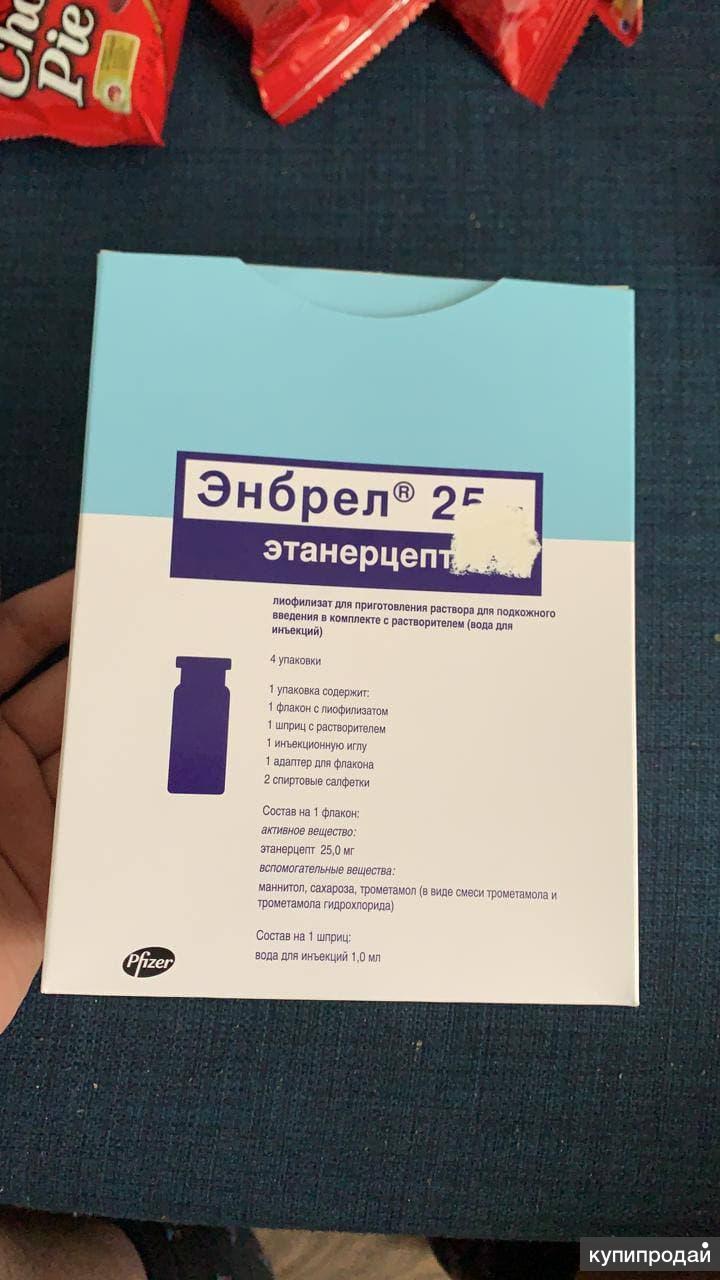 Cho
Pie
Энбрел® 25
этанерцепт
лиофилизат для приготовления раствора для подкожного
введения в комплекте с растворителем (вода для
инъекций)
4 упаковки
1 упаковка содержит:
1 флакон с лиофилизатом
1 шприц с растворителем
1 инъекционную иглу
1 адаптер для флакона
2 спиртовые салфетки
Состав на 1 флакон:
активное вещество:
этанерцепт 25,0 мг
вспомогательные вещества:
маннитол, сахароза, трометамол (в виде смеси трометамола и
трометамола гидрохлорида)
Состав на 1 шприц:
вода для инъекций 1,0 мл
Pfizer
купипродай